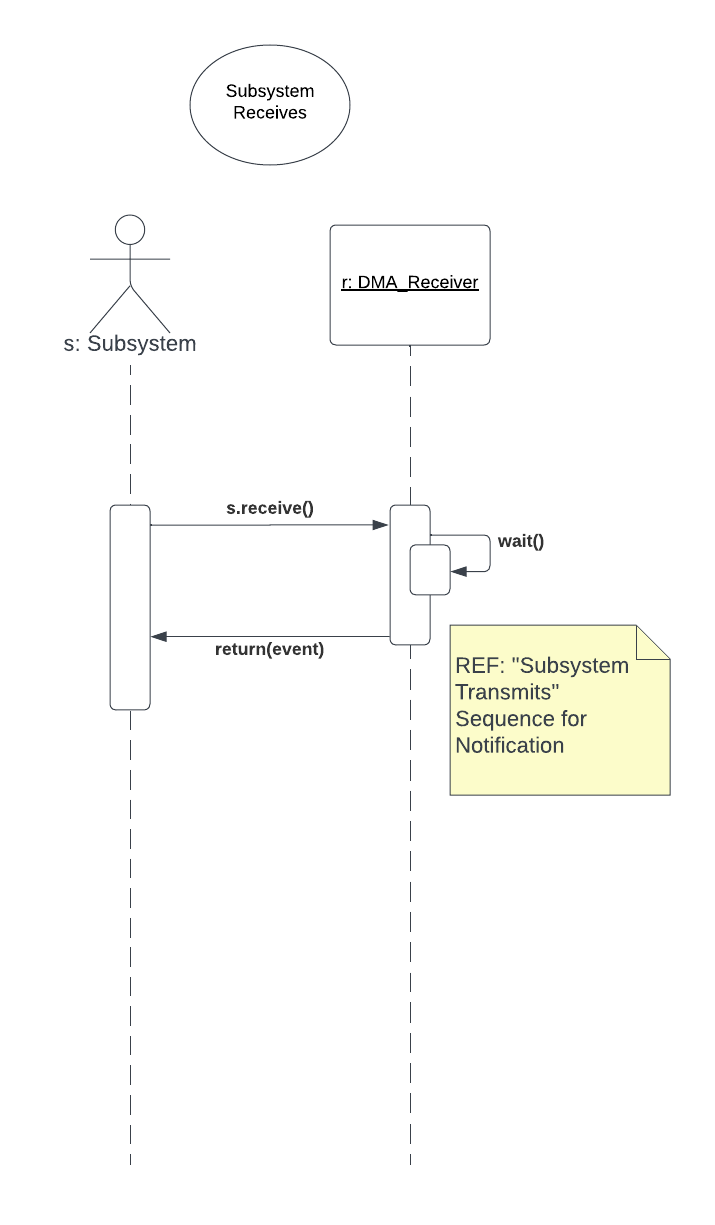 Subsystem
Receives
s: Subsystem
r: DMA_Receiver
s.receive()
wait()
return(event)
REF: "Subsystem
Transmits"
Sequence for
Notification